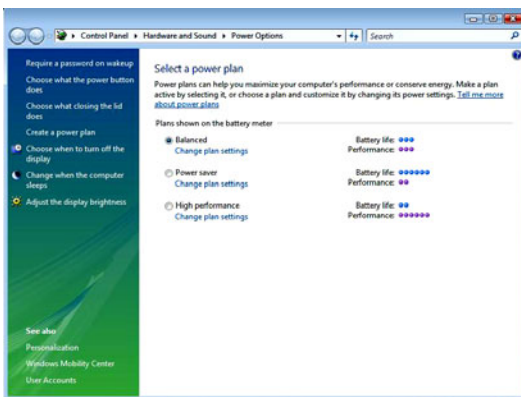 Control Panel ▸ Hardware and Sound ▸ Power Options
Search
Require a password on wakeup
Choose what the power button
does
Choose what closing the lid
does
Create a power plan
Choose when to turn off the
display
Change when the computer
sleeps
Adjust the display brightness
See also
Personalization
Windows Mobility Center
User Accounts
Select a power plan
Power plans can help you maximize your computer's performance or conserve energy. Make a plan
active by selecting it, or choose a plan and customize it by changing its power settings. Tell me more
about power plans
Plans shown on the battery meter
Balanced Battery life:
Change plan settings Performance:
Power saver Battery life:
Change plan settings Performance:
High performance Battery life:
Change plan settings Performance: